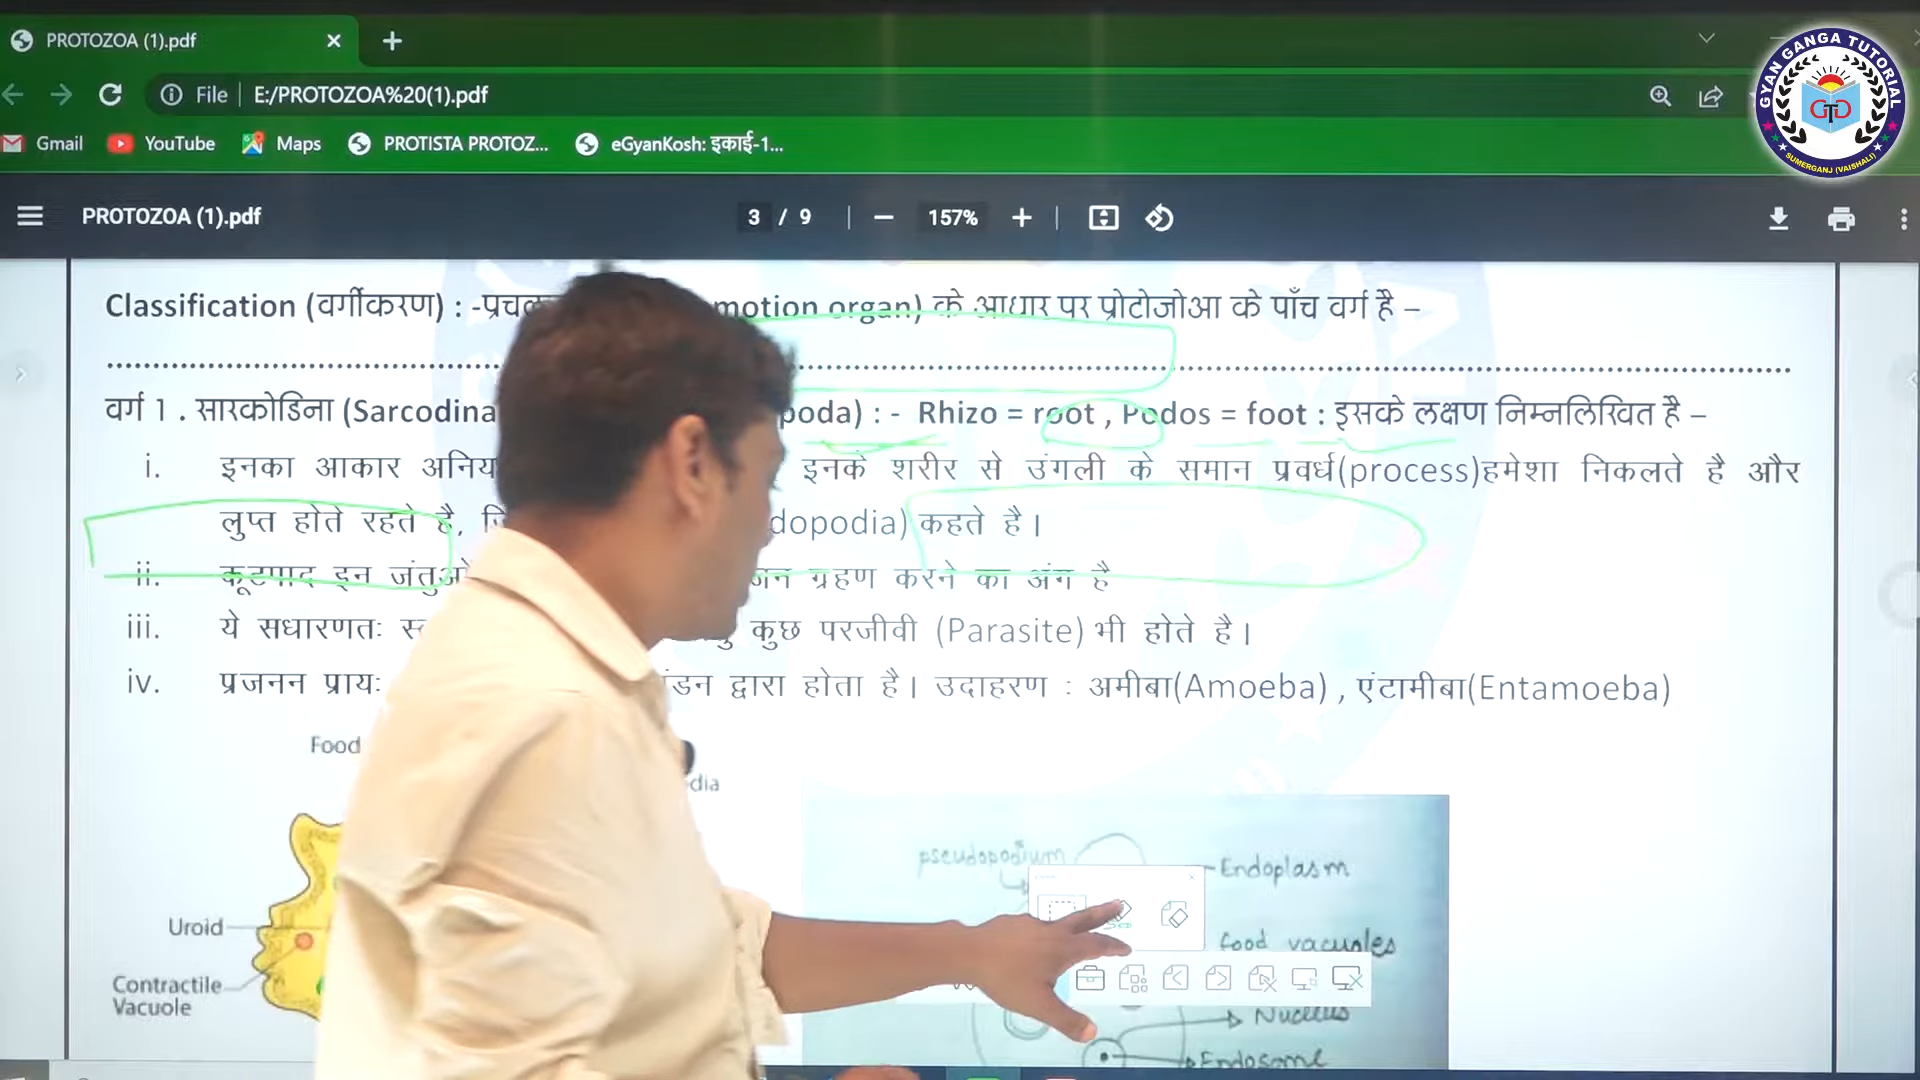 PROTOZOA (1).pdf
File
E:/PROTOZOA%20(1).pdf
Gmail
YouTube
Maps
PROTISTA PROTOZ...
eGyanKosh: इकाई-1...
GYAN GANGA TUTORIAL
GTD
SUMERGANJ (VAISHALI)
PROTOZOA (1).pdf
3 / 9
157%
Classification (वर्गीकरण) : -
motion organ) के आधार पर प्रोटोजोआ के पाँच वर्ग है –
वर्ग 1 . सारकोडिना (Sarcodina
poda) : - Rhizo = root , Podos = foot : इसके लक्षण निम्नलिखित है –
i. इनका आकार
इनके शरीर से उंगली के समान प्रवर्ध(process)हमेशा निकलते है और
लुप्त होते रहते है,
dopodia) कहते है।
ii. कूटपाद इन
ग्रहण करने का अंग है
iii. ये सधारणतः
कुछ परजीवी (Parasite) भी होते है।
iv. प्रजनन प्रायः
द्वारा होता है। उदाहरण : अमीबा(Amoeba) , एंटामीबा(Entamoeba)
Food
dia
Uroid
Contractile
Vacuole
pseudopodium
Endoplasm
food vacuoles
Nucleus
Endosome